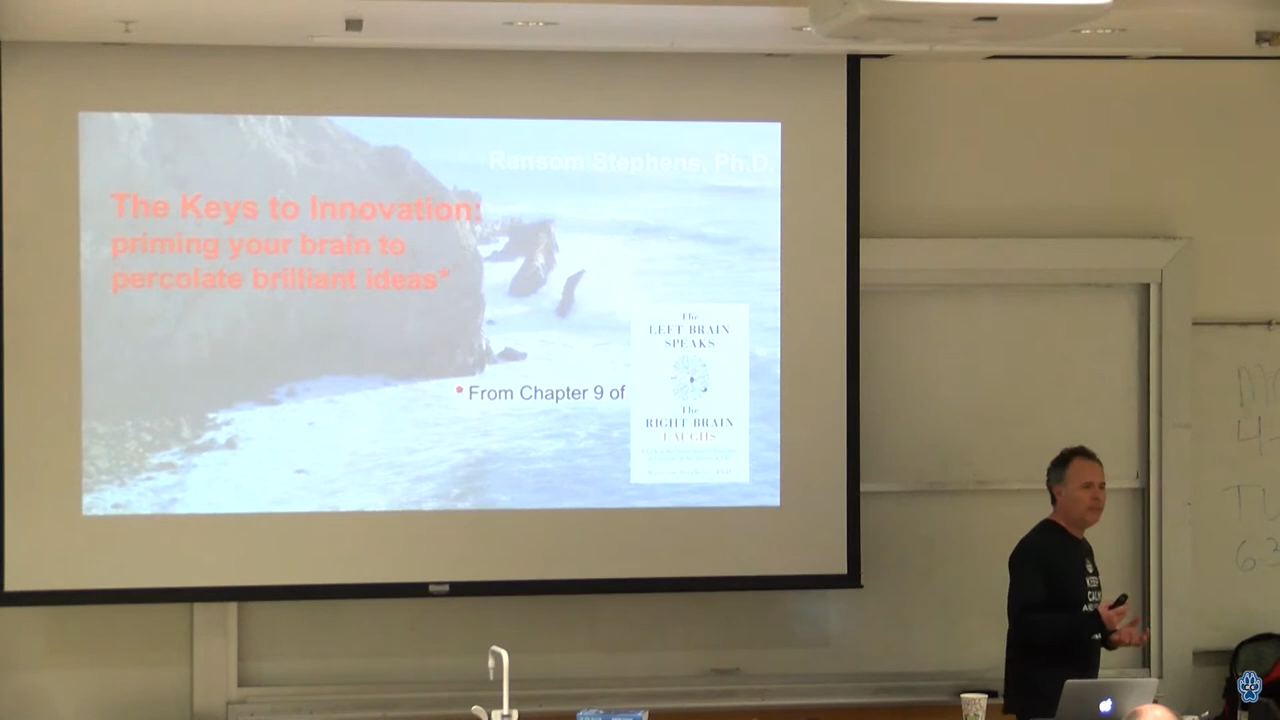 Ransom Stephens, Ph.D.
The Keys to Innovation:
priming your brain to
percolate brilliant ideas*
* From Chapter 9 of
The
LEFT BRAIN
SPEAKS
The
RIGHT BRAIN
LAUGHS
KEEP
CALM